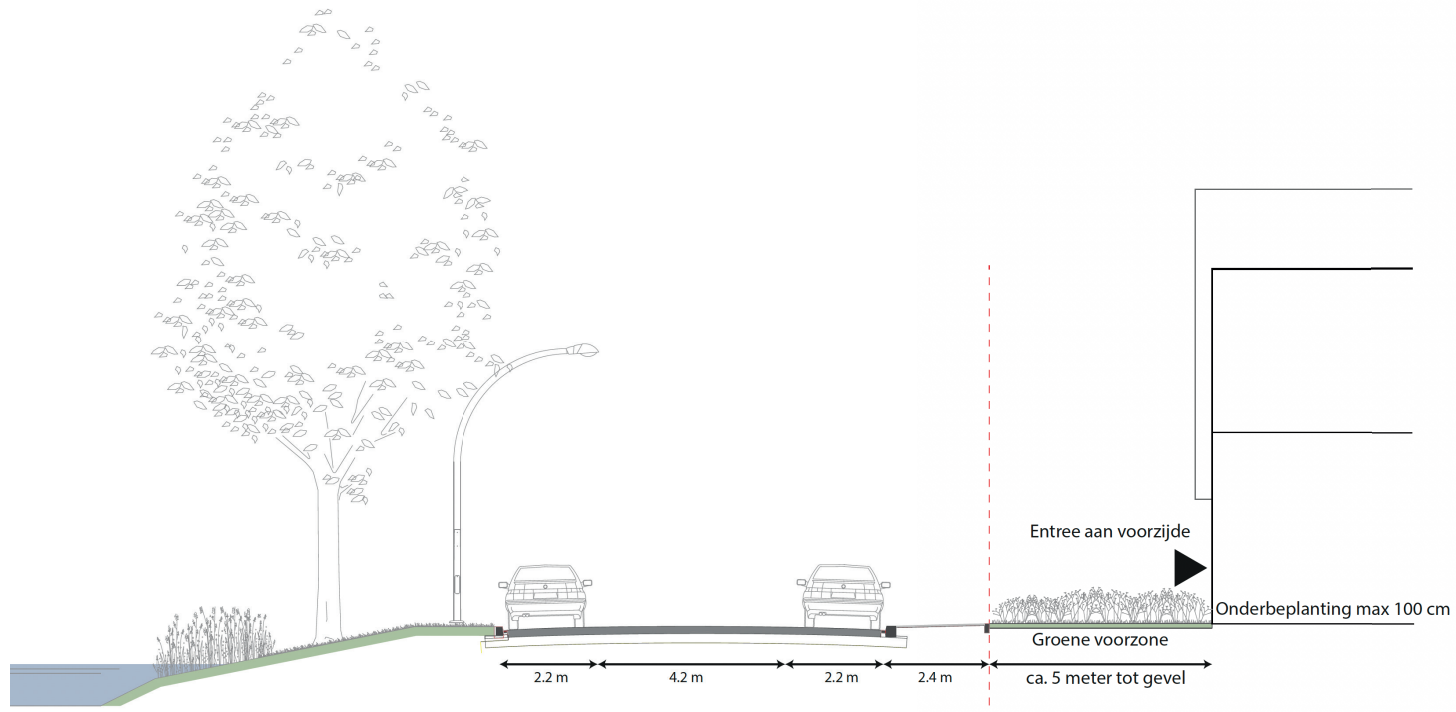 Entree aan voorzijde
Onderbeplanting max 100 cm
Groene voorzone
2.2 m
4.2 m
2.2 m
2.4 m
ca. 5 meter tot gevel